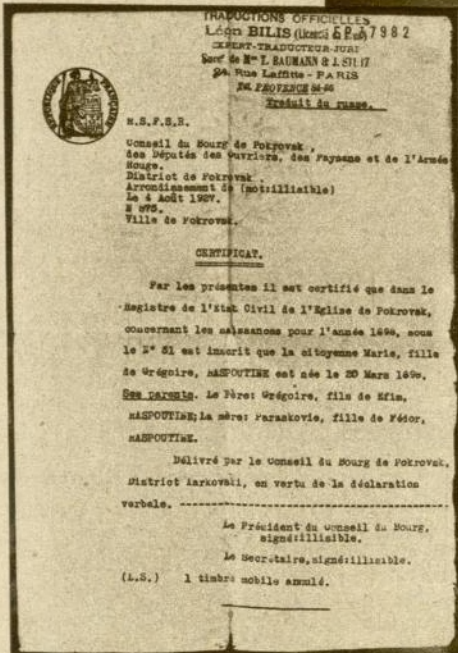 TRADUCTIONS OFFICIELLES
Léon BILIS
EXPERT-TRADUCTEUR-JURÉ
24, Rue Laffitte - PARIS
Tel. PROVENCE
Traduit du russe.
REPUBLIQUE FRANÇAISE
Conseil du Bourg de Pokrovsk,
des Députés des Ouvriers, des Paysans et de l'Armée
Rouge.
District de Pokrovsk.
Arrondissement de (mot:illisible)
Le 4 Août 1927.
N 875.
Ville de Pokrovsk.
CERTIFICAT.
Par les présentes il est certifié que dans le
Registre de l'Etat Civil de l'Eglise de Pokrovsk,
concernant les naissances pour l'année 1898, sous
le N° 51 est inscrit que la citoyenne Marie, fille
de Grégoire, RASPOUTINE est née le 20 Mars 1898.
Ses parents. Le Père: Grégoire, fils de Efim,
RASPOUTINE; La mère: Paraskovie, fille de Fédor,
RASPOUTINE.
Délivré par le Conseil du Bourg de Pokrovsk,
District Iarkovski, en vertu de la déclaration
verbale. ------------------------------
Le Président du Conseil du Bourg,
signé:illisible.
Le Secrétaire, signé:illisible.
(L.S.) 1 timbre mobile annulé.